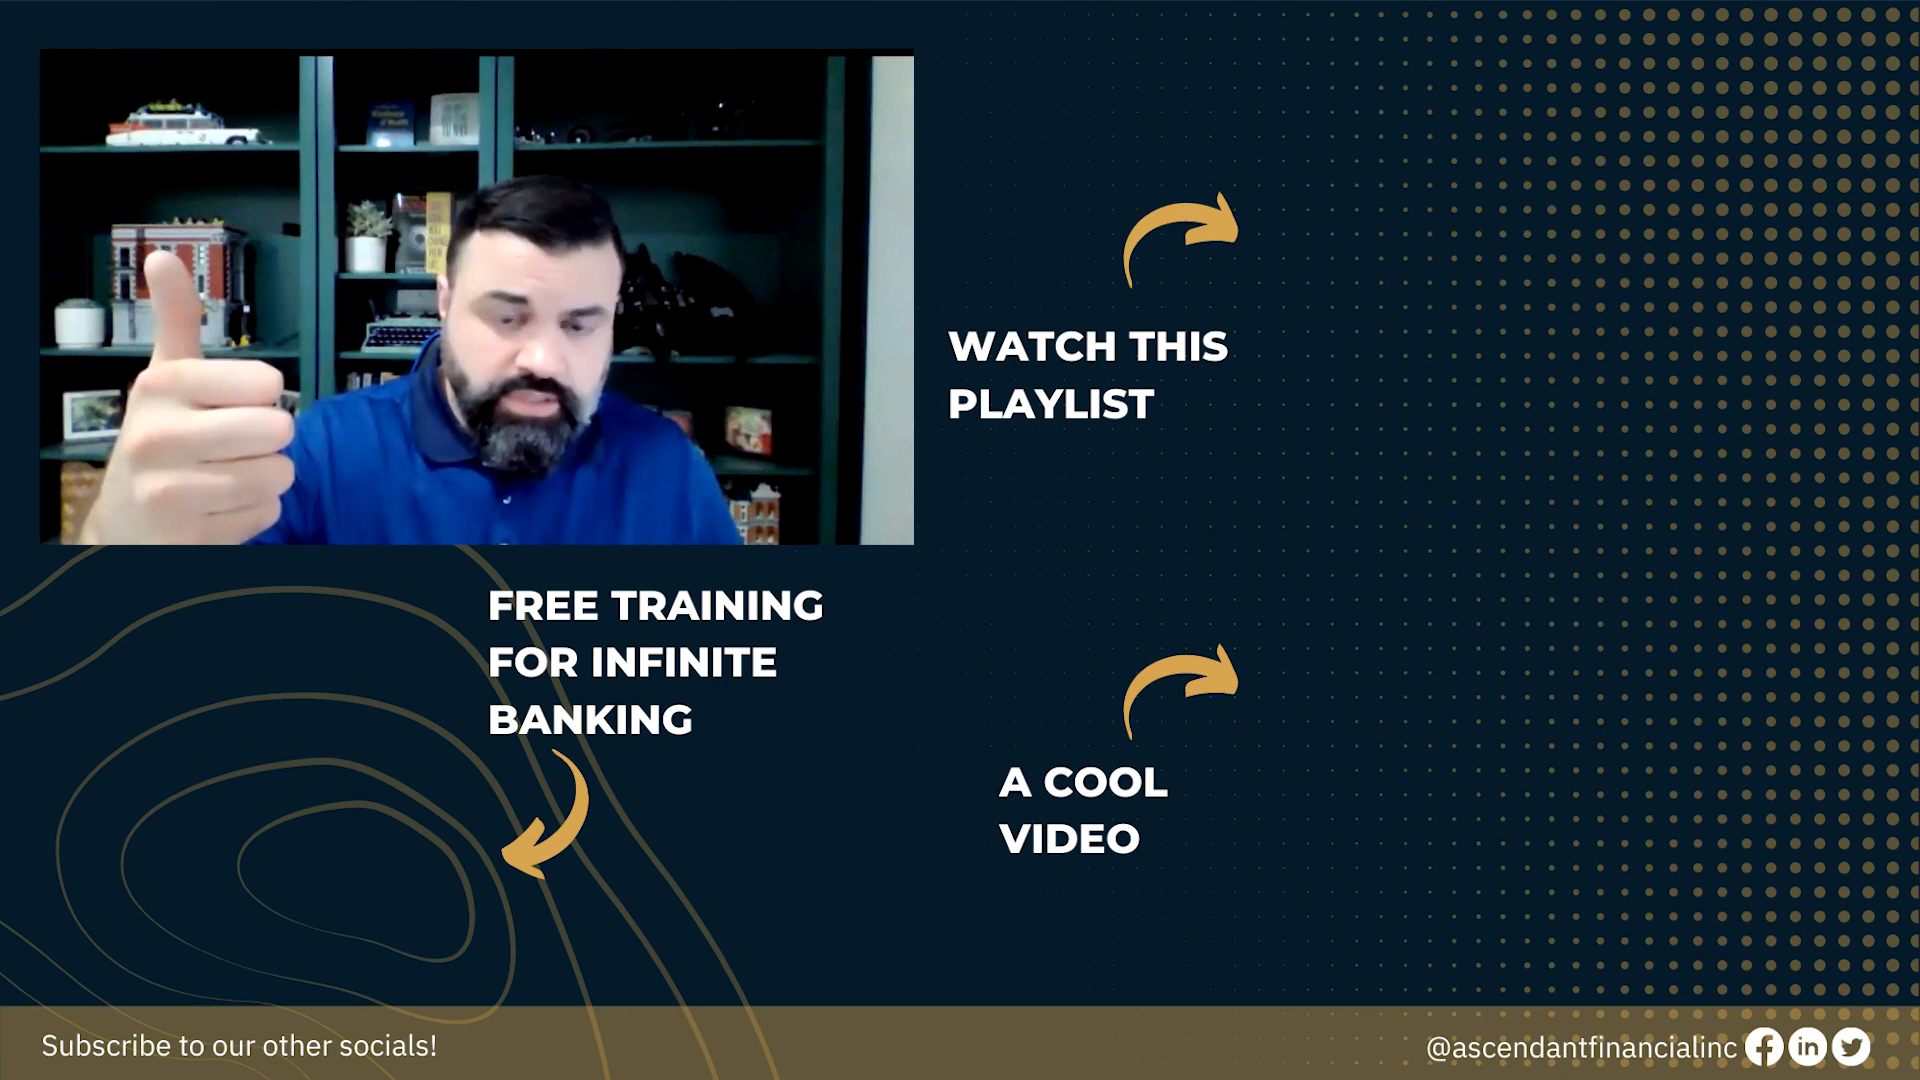 WATCH THIS
PLAYLIST
FREE TRAINING
FOR INFINITE
BANKING
A COOL
VIDEO
Subscribe to our other socials!
@ascendantfinancialinc